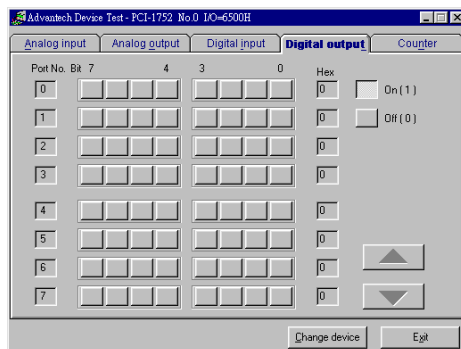 Advantech Device Test - PCI-1752 No.0 I/O=6500H
Analog input Analog output Digital input Digital output Counter
Port No. Bit 7 4 3 0 Hex
0 0 On ( 1 )
1 0 Off ( 0 )
2 0
3 0
4 0
5 0
6 0
7 0
Change device Exit